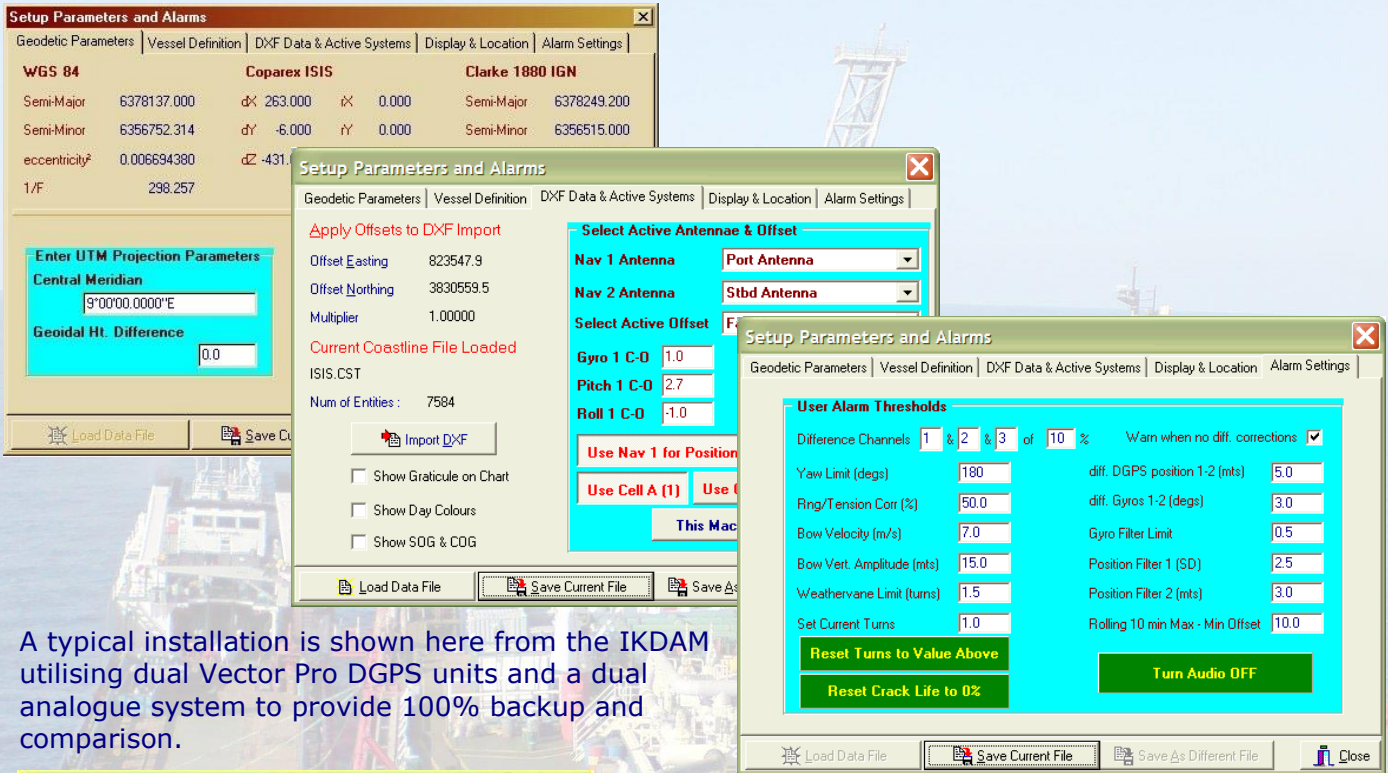 Setup Parameters and Alarms
Geodetic Parameters Vessel Definition DXF Data & Active Systems Display & Location Alarm Settings
WGS 84 Coparex ISIS Clarke 1880 IGN
Semi-Major 6378137.000 dX 263.000 rX 0.000 Semi-Major 6378249.200
Semi-Minor 6356752.314 dY -6.000 rY 0.000 Semi-Minor 6356515.000
eccentricity² 0.006694380 dZ -431.
1/F 298.257
Enter UTM Projection Parameters
Central Meridian
9°00'00.0000"E
Geoidal Ht. Difference
0.0
Load Data File Save
Setup Parameters and Alarms
Geodetic Parameters Vessel Definition DXF Data & Active Systems Display & Location Alarm Settings
Apply Offsets to DXF Import
Offset Easting 823547.9
Offset Northing 3830559.5
Multiplier 1.00000
Current Coastline File Loaded
ISIS.CST
Num of Entities : 7584
Import DXF
Show Graticule on Chart
Show Day Colours
Show SOG & COG
Select Active Antennae & Offset
Nav 1 Antenna Port Antenna
Nav 2 Antenna Stbd Antenna
Select Active Offset
Gyro 1 C-O 1.0
Pitch 1 C-O 2.7
Roll 1 C-O -1.0
Use Nav 1 for Position
Use Cell A (1) Use
This Mac
Load Data File Save Current File Save As
Setup Parameters and Alarms
Geodetic Parameters Vessel Definition DXF Data & Active Systems Display & Location Alarm Settings
User Alarm Thresholds
Difference Channels 1 & 2 & 3 of 10 % Warn when no diff. corrections
Yaw Limit (degs) 180 diff. DGPS position 1-2 (mts) 5.0
Rng/Tension Corr (%) 50.0 diff. Gyros 1-2 (degs) 3.0
Bow Velocity (m/s) 7.0 Gyro Filter Limit 0.5
Bow Vert. Amplitude (mts) 15.0 Position Filter 1 (SD) 2.5
Weathervane Limit (turns) 1.5 Position Filter 2 (mts) 3.0
Set Current Turns 1.0 Rolling 10 min Max - Min Offset 10.0
Reset Turns to Value Above
Reset Crack Life to 0%
Turn Audio OFF
Load Data File Save Current File Save As Different File Close
A typical installation is shown here from the IKDAM
utilising dual Vector Pro DGPS units and a dual
analogue system to provide 100% backup and
comparison.